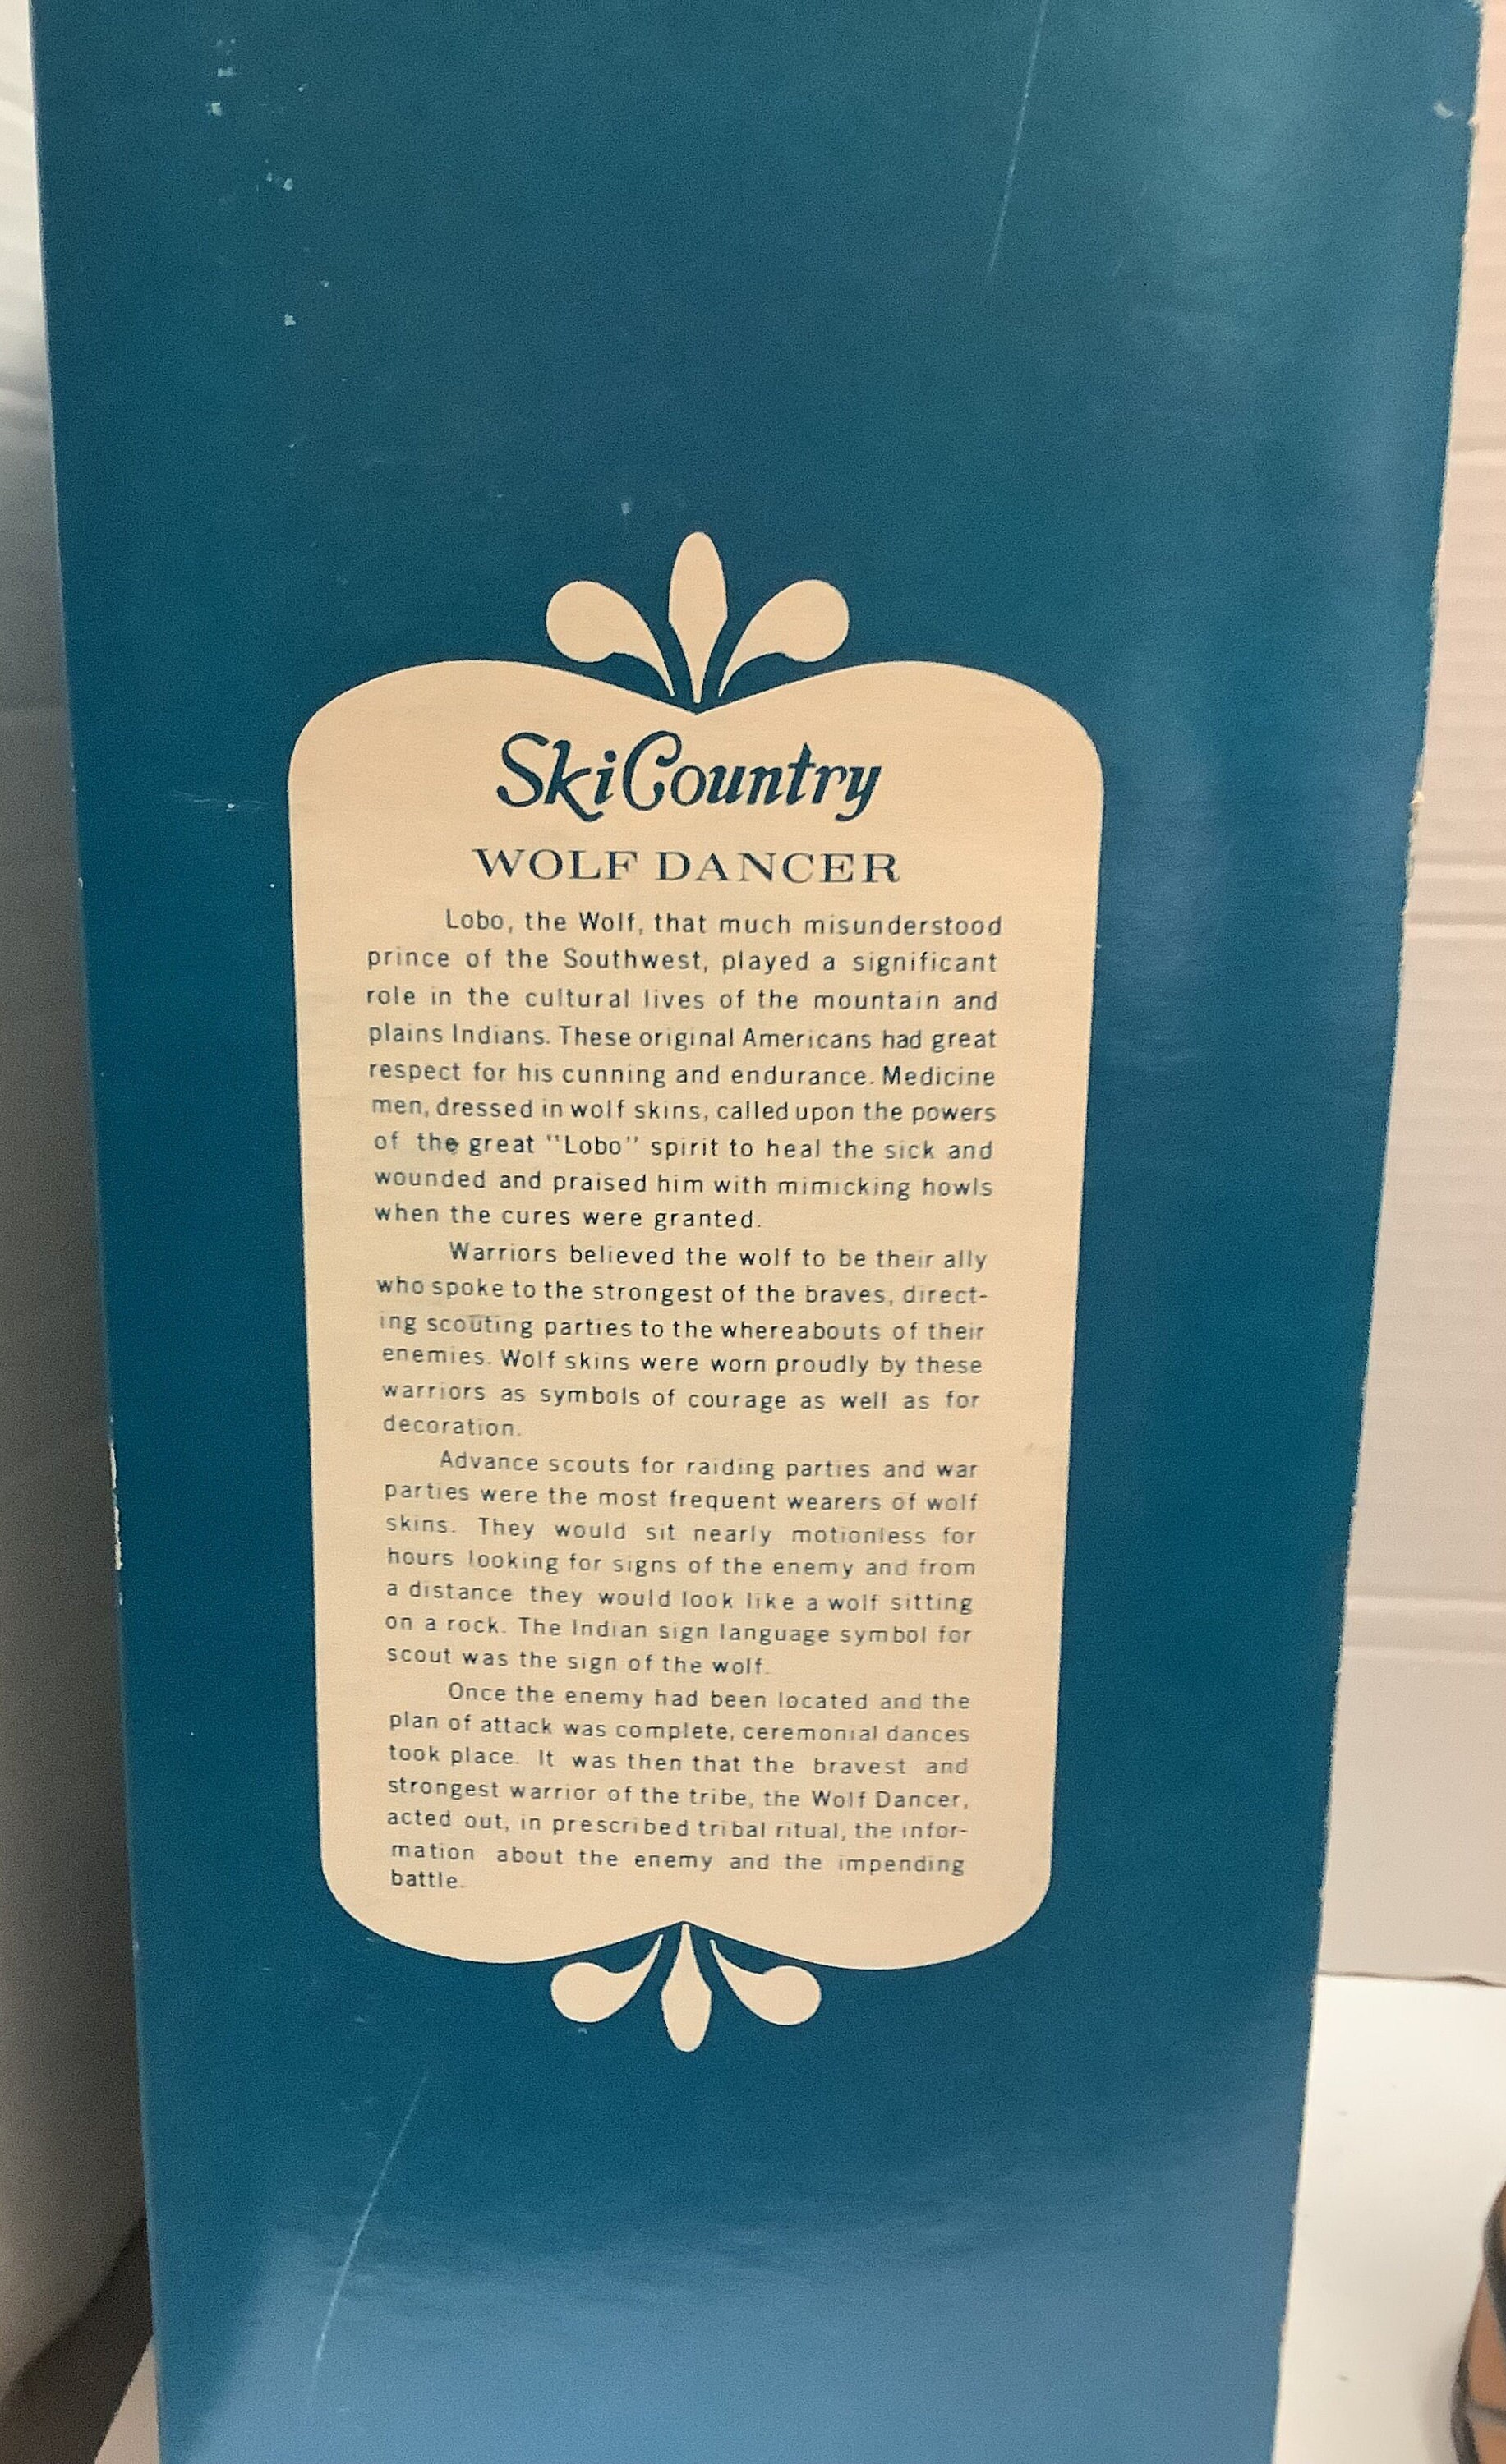 SkiCountry
WOLF DANCER
Lobo, the Wolf, that much misunderstood
prince of the Southwest, played a significant
role in the cultural lives of the mountain and
plains Indians. These original Americans had great
respect for his cunning and endurance. Medicine
men, dressed in wolf skins, called upon the powers
of the great "Lobo" spirit to heal the sick and
wounded and praised him with mimicking howls
when the cures were granted.
Warriors believed the wolf to be their ally
who spoke to the strongest of the braves, direct-
ing scouting parties to the whereabouts of their
enemies. Wolf skins were worn proudly by these
warriors as symbols of courage as well as for
decoration.
Advance scouts for raiding parties and war
parties were the most frequent wearers of wolf
skins. They would sit nearly motionless for
hours looking for signs of the enemy and from
a distance they would look like a wolf sitting
on a rock. The Indian sign language symbol for
scout was the sign of the wolf.
Once the enemy had been located and the
plan of attack was complete, ceremonial dances
took place. It was then that the bravest and
strongest warrior of the tribe, the Wolf Dancer,
acted out, in prescribed tribal ritual, the infor-
mation about the enemy and the impending
battle.